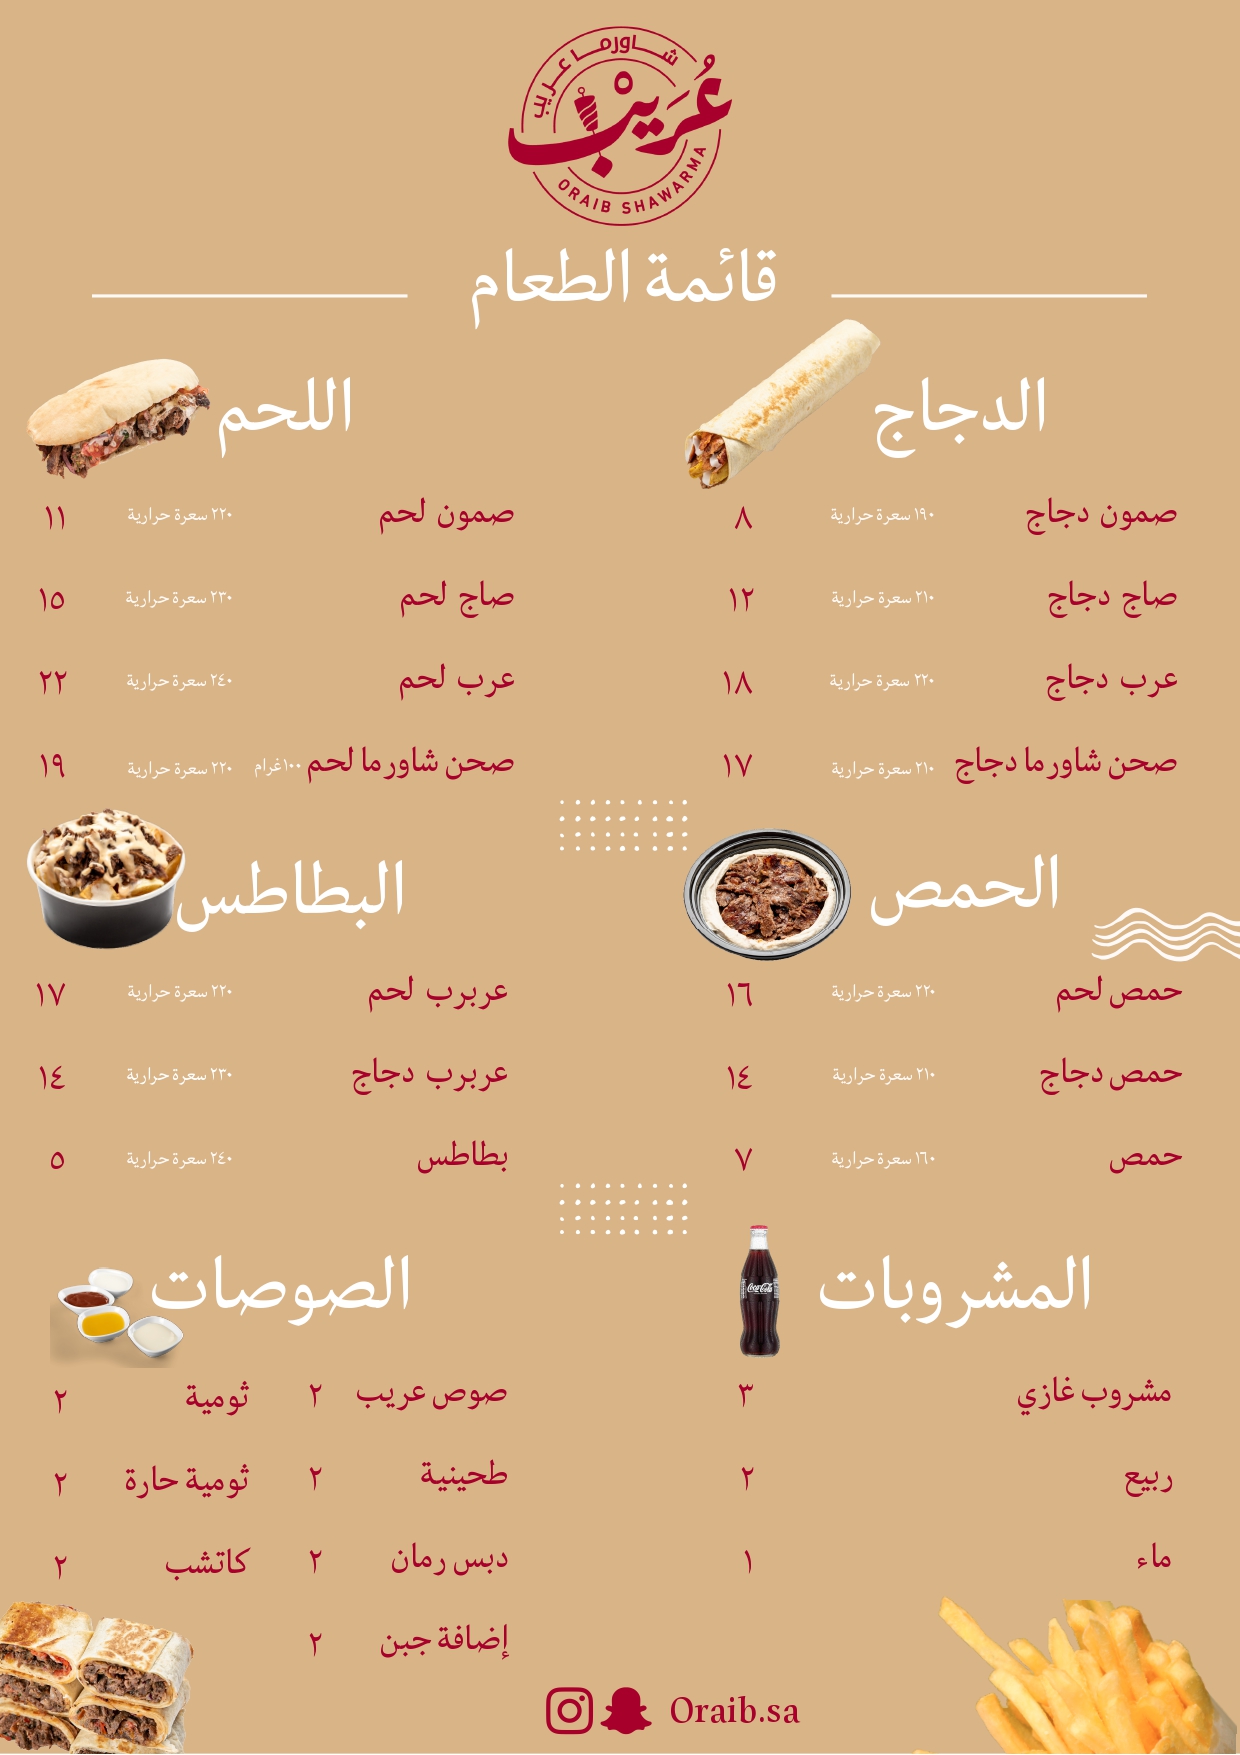 شاورما عريب
عُرَيبْ
ORAIB SHAWARMA
قائمة الطعام
الدجاج
صمون دجاج ١٩٠ سعرة حرارية ٨
صاج دجاج ٢١٠ سعرة حرارية ١٢
عرب دجاج ٢٢٠ سعرة حرارية ١٨
صحن شاورما دجاج ٢١٠ سعرة حرارية ١٧
اللحم
صمون لحم ٢٢٠ سعرة حرارية ١١
صاج لحم ٢٣٠ سعرة حرارية ١٥
عرب لحم ٢٤٠ سعرة حرارية ٢٢
صحن شاورما لحم ١٠٠غرام ٢٢٠ سعرة حرارية ١٩
الحمص
حمص لحم ٢٢٠ سعرة حرارية ١٦
حمص دجاج ٢١٠ سعرة حرارية ١٤
حمص ١٦٠ سعرة حرارية ٧
البطاطس
عربرب لحم ٢٢٠ سعرة حرارية ١٧
عربرب دجاج ٢٣٠ سعرة حرارية ١٤
بطاطس ٢٤٠ سعرة حرارية ٥
المشروبات
Coca-Cola
مشروب غازي ٣
ربيع ٢
ماء ١
الصوصات
صوص عريب ٢ ثومية ٢
طحينية ٢ ثومية حارة ٢
دبس رمان ٢ كاتشب ٢
إضافة جبن ٢
Oraib.sa